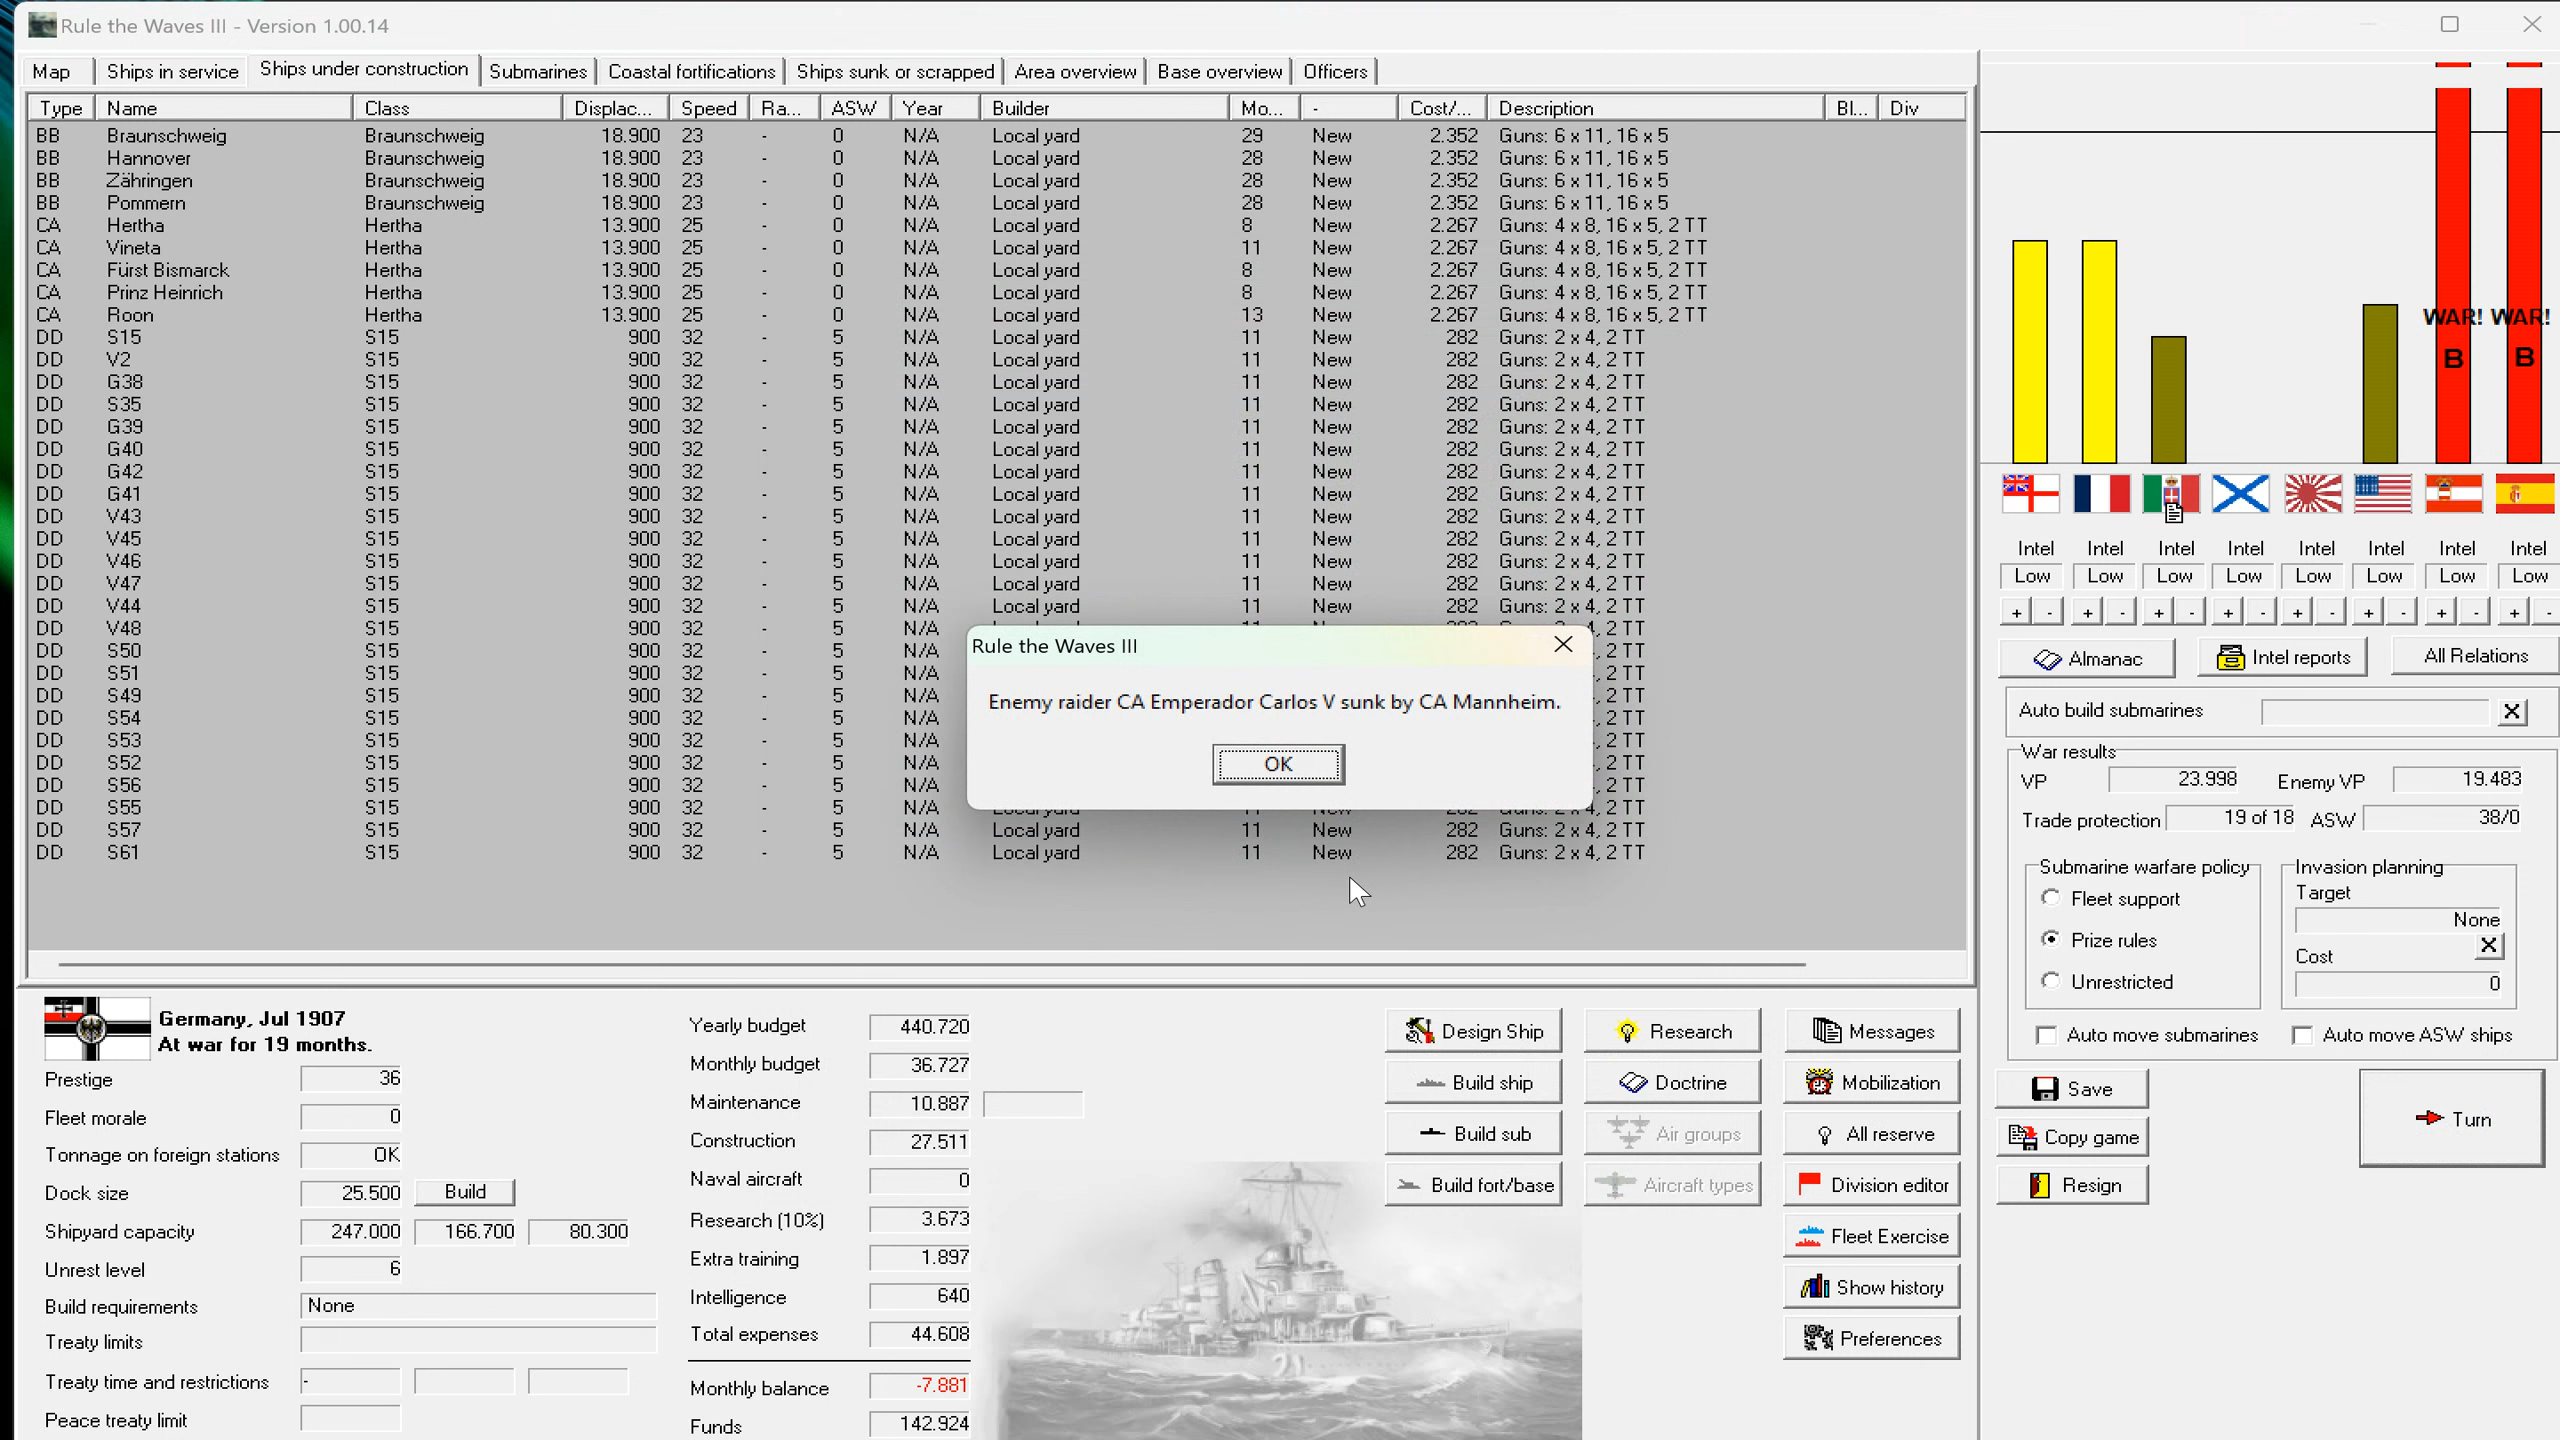 Rule the Waves III - Version 1.00.14
Map Ships in service Ships under construction Submarines Coastal fortifications Ships sunk or scrapped Area overview Base overview Officers
Type Name Class Displac... Speed Ra... ASW Year Builder Mo... - Cost/... Description Bl... Div
BB Braunschweig Braunschweig 18.900 23 - 0 N/A Local yard 29 New 2.352 Guns: 6 x 11, 16 x 5
BB Hannover Braunschweig 18.900 23 - 0 N/A Local yard 28 New 2.352 Guns: 6 x 11, 16 x 5
BB Zähringen Braunschweig 18.900 23 - 0 N/A Local yard 28 New 2.352 Guns: 6 x 11, 16 x 5
BB Pommern Braunschweig 18.900 23 - 0 N/A Local yard 28 New 2.352 Guns: 6 x 11, 16 x 5
CA Hertha Hertha 13.900 25 - 0 N/A Local yard 8 New 2.267 Guns: 4 x 8, 16 x 5, 2 TT
CA Vineta Hertha 13.900 25 - 0 N/A Local yard 11 New 2.267 Guns: 4 x 8, 16 x 5, 2 TT
CA Fürst Bismarck Hertha 13.900 25 - 0 N/A Local yard 8 New 2.267 Guns: 4 x 8, 16 x 5, 2 TT
CA Prinz Heinrich Hertha 13.900 25 - 0 N/A Local yard 8 New 2.267 Guns: 4 x 8, 16 x 5, 2 TT
CA Roon Hertha 13.900 25 - 0 N/A Local yard 13 New 2.267 Guns: 4 x 8, 16 x 5, 2 TT
DD S15 S15 900 32 - 5 N/A Local yard 11 New 282 Guns: 2 x 4, 2 TT
DD V2 S15 900 32 - 5 N/A Local yard 11 New 282 Guns: 2 x 4, 2 TT
DD G38 S15 900 32 - 5 N/A Local yard 11 New 282 Guns: 2 x 4, 2 TT
DD S35 S15 900 32 - 5 N/A Local yard 11 New 282 Guns: 2 x 4, 2 TT
DD G39 S15 900 32 - 5 N/A Local yard 11 New 282 Guns: 2 x 4, 2 TT
DD G40 S15 900 32 - 5 N/A Local yard 11 New 282 Guns: 2 x 4, 2 TT
DD G42 S15 900 32 - 5 N/A Local yard 11 New 282 Guns: 2 x 4, 2 TT
DD G41 S15 900 32 - 5 N/A Local yard 11 New 282 Guns: 2 x 4, 2 TT
DD V43 S15 900 32 - 5 N/A Local yard 11 New 282 Guns: 2 x 4, 2 TT
DD V45 S15 900 32 - 5 N/A Local yard 11 New 282 Guns: 2 x 4, 2 TT
DD V46 S15 900 32 - 5 N/A Local yard 11 New 282 Guns: 2 x 4, 2 TT
DD V47 S15 900 32 - 5 N/A Local yard 11 New 282 Guns: 2 x 4, 2 TT
DD V44 S15 900 32 - 5 N/A Local yard 11 New 282 Guns: 2 x 4, 2 TT
DD V48 S15 900 32 - 5 N/A 4, 2 TT
DD S50 S15 900 32 - 5 N/A 4, 2 TT
DD S51 S15 900 32 - 5 N/A 4, 2 TT
DD S49 S15 900 32 - 5 N/A 4, 2 TT
DD S54 S15 900 32 - 5 N/A 4, 2 TT
DD S53 S15 900 32 - 5 N/A 4, 2 TT
DD S52 S15 900 32 - 5 N/A 4, 2 TT
DD S56 S15 900 32 - 5 N/A 4, 2 TT
DD S55 S15 900 32 - 5 N/A 4, 2 TT
DD S57 S15 900 32 - 5 N/A Local yard 11 New 282 Guns: 2 x 4, 2 TT
DD S61 S15 900 32 - 5 N/A Local yard 11 New 282 Guns: 2 x 4, 2 TT
Rule the Waves III
Enemy raider CA Emperador Carlos V sunk by CA Mannheim.
OK
WAR! WAR!
B B
Intel Intel Intel Intel Intel Intel Intel Intel
Low Low Low Low Low Low Low Low
+ - + - + - + - + - + - + - + -
Almanac Intel reports All Relations
Auto build submarines X
War results
VP 23.998 Enemy VP 19.483
Trade protection 19 of 18 ASW 38/0
Submarine warfare policy
Fleet support
Prize rules
Unrestricted
Invasion planning
Target
None
Cost X
0
Auto move submarines Auto move ASW ships
Save
Copy game
Resign
Turn
Germany, Jul 1907
At war for 19 months.
Prestige 36
Fleet morale 0
Tonnage on foreign stations OK
Dock size 25.500 Build
Shipyard capacity 247.000 166.700 80.300
Unrest level 6
Build requirements None
Treaty limits
Treaty time and restrictions -
Peace treaty limit
Yearly budget 440.720
Monthly budget 36.727
Maintenance 10.887
Construction 27.511
Naval aircraft 0
Research (10%) 3.673
Extra training 1.897
Intelligence 640
Total expenses 44.608
Monthly balance -7.881
Funds 142.924
Design Ship Research Messages
Build ship Doctrine Mobilization
Build sub Air groups All reserve
Build fort/base Aircraft types Division editor
Fleet Exercise
Show history
Preferences